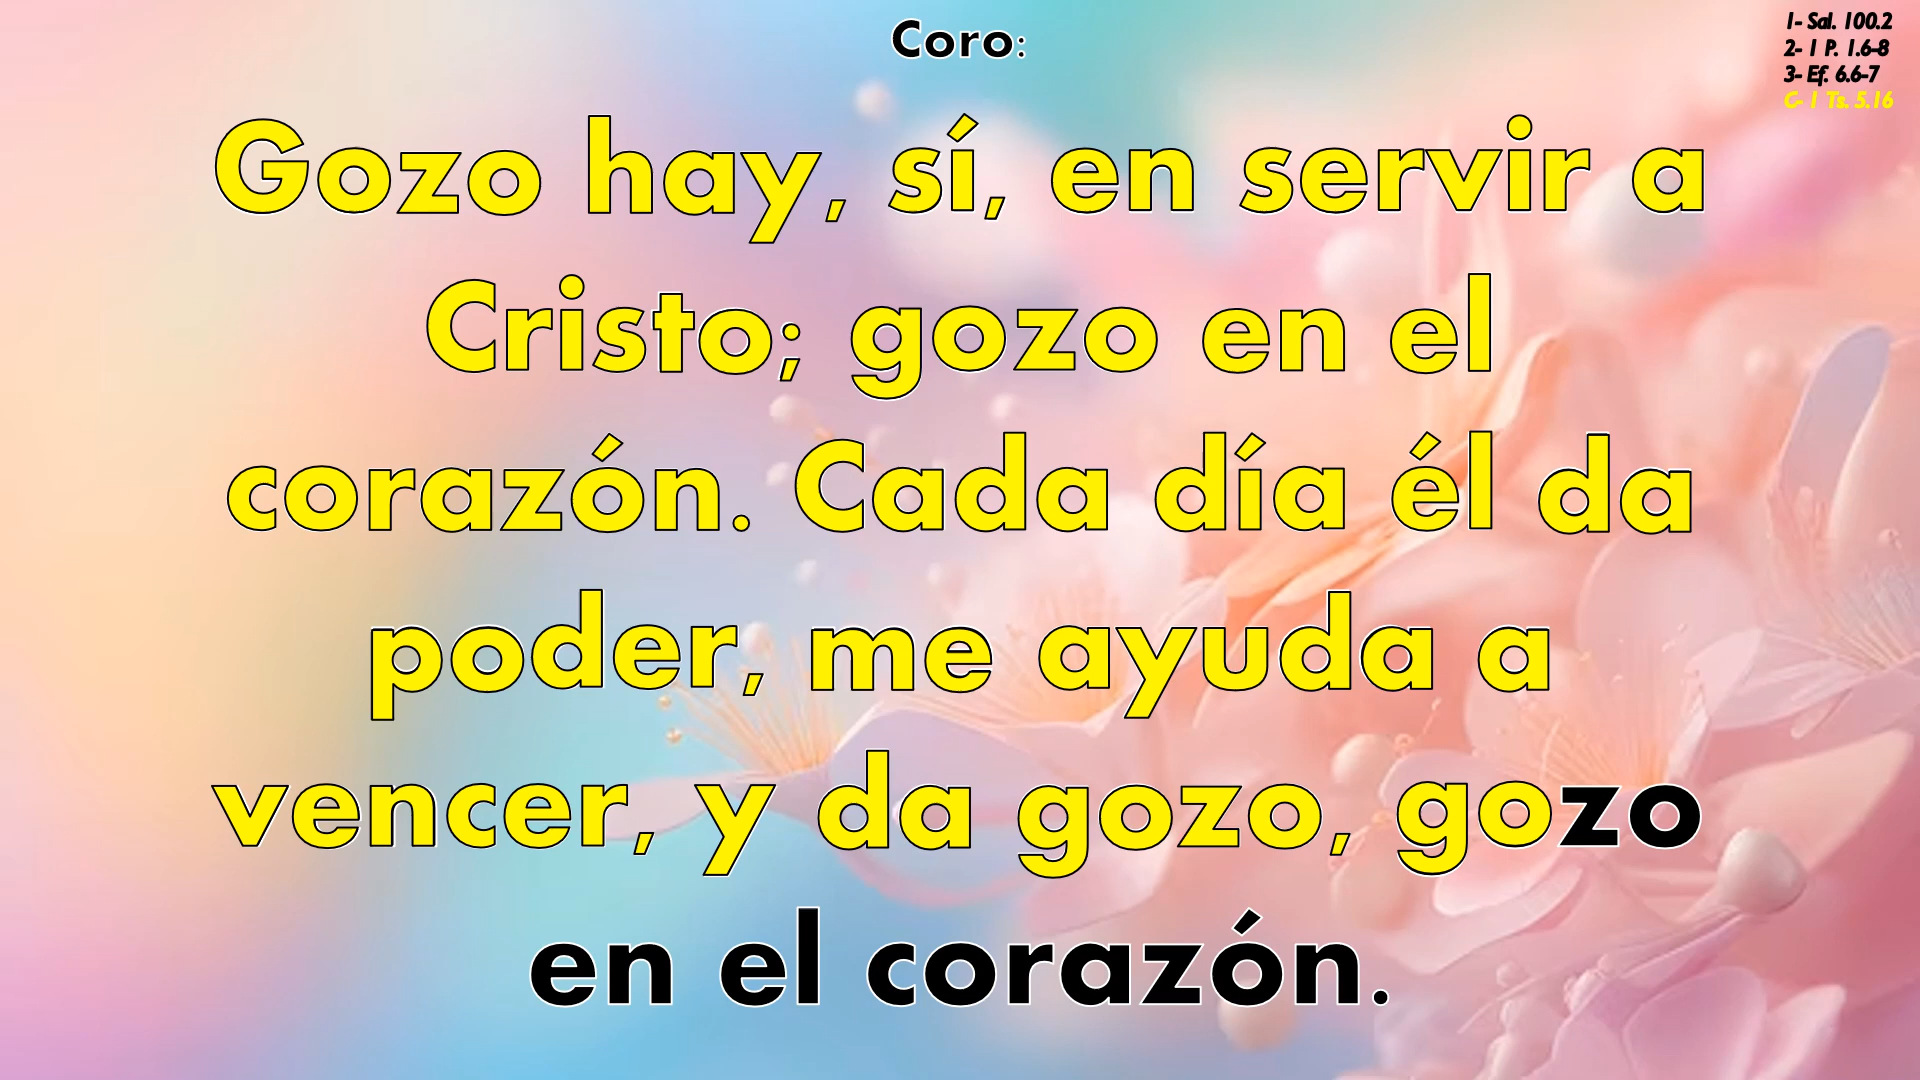 Coro:
1- Sal. 100.2
2- 1 P. 1.6-8
3- Ef. 6.6-7
C- 1 Ts. 5.16
Gozo hay, sí, en servir a
Cristo; gozo en el
corazón. Cada día él da
poder, me ayuda a
vencer, y da gozo, gozo
en el corazón.